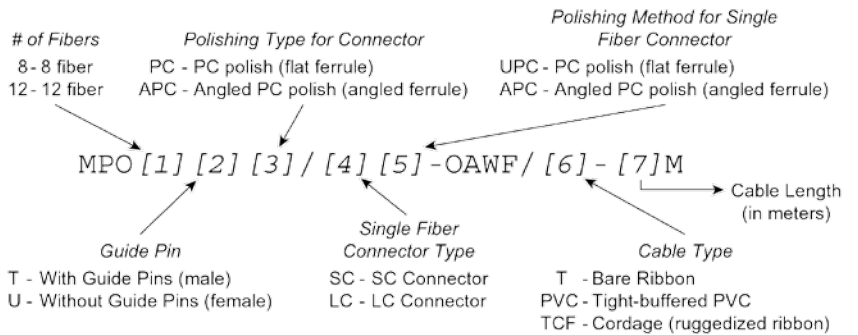 Polishing Method for Single
Fiber Connector
# of Fibers
Polishing Type for Connector
8 - 8 fiber
PC - PC polish (flat ferrule)
UPC - PC polish (flat ferrule)
12 - 12 fiber
APC - Angled PC polish (angled ferrule)
APC - Angled PC polish (angled ferrule)
MPO[1][2][3]/[4][5]-OAWF/[6]-[7]M
Cable Length
(in meters)
Guide Pin
T - With Guide Pins (male)
U - Without Guide Pins (female)
Single Fiber
Connector Type
SC - SC Connector
LC - LC Connector
Cable Type
T - Bare Ribbon
PVC - Tight-buffered PVC
TCF - Cordage (ruggedized ribbon)